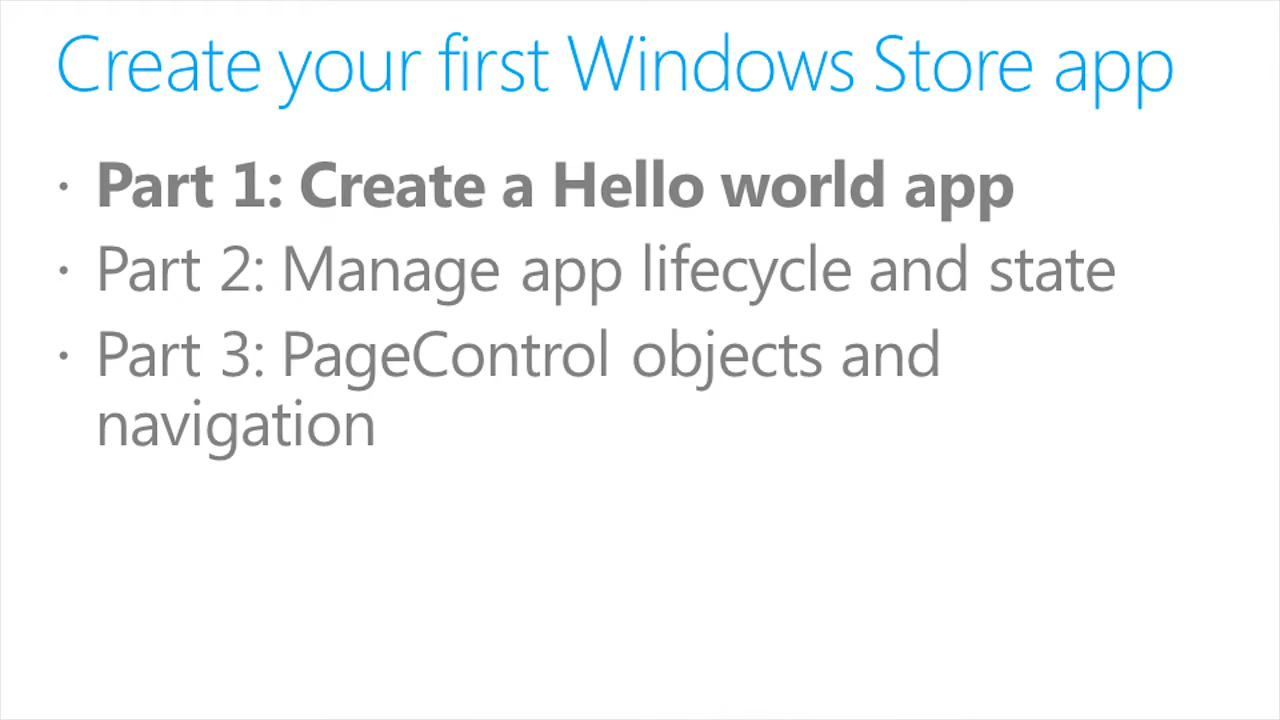 Create your first Windows Store app
· Part 1: Create a Hello world app
· Part 2: Manage app lifecycle and state
· Part 3: PageControl objects and
navigation